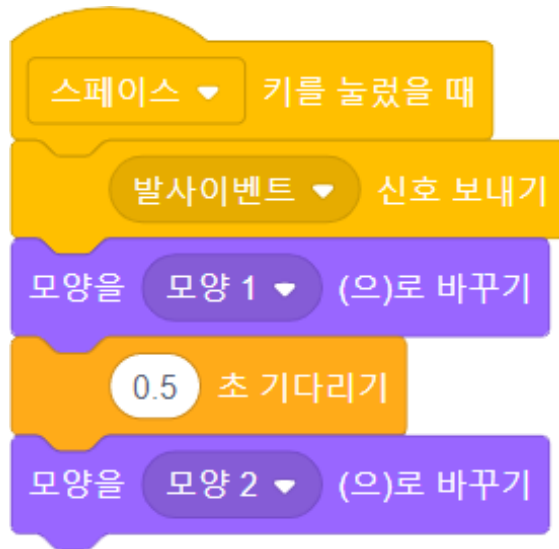 스페이스 키를 눌렀을 때
발사이벤트 신호 보내기
모양을 모양 1 (으)로 바꾸기
0.5 초 기다리기
모양을 모양 2 (으)로 바꾸기